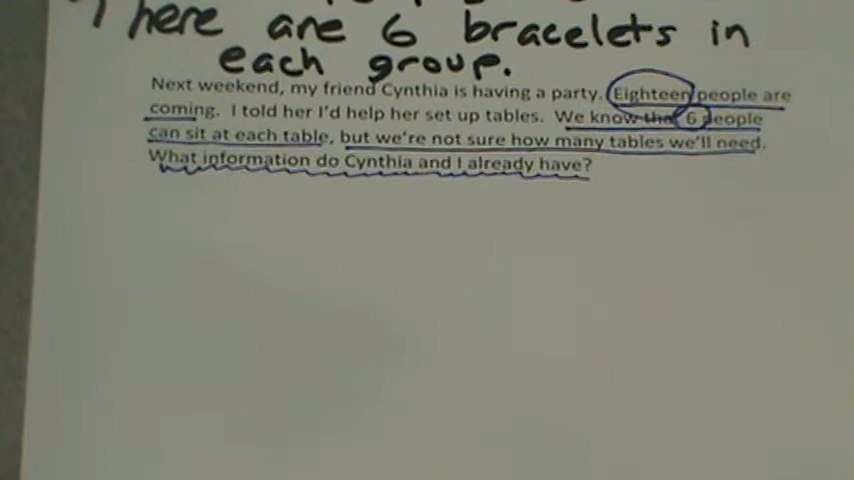 There are 6 bracelets in
each group.
Next weekend, my friend Cynthia is having a party. Eighteen people are
coming. I told her I'd help her set up tables. We know that 6 people
can sit at each table, but we're not sure how many tables we'll need.
What information do Cynthia and I already have?